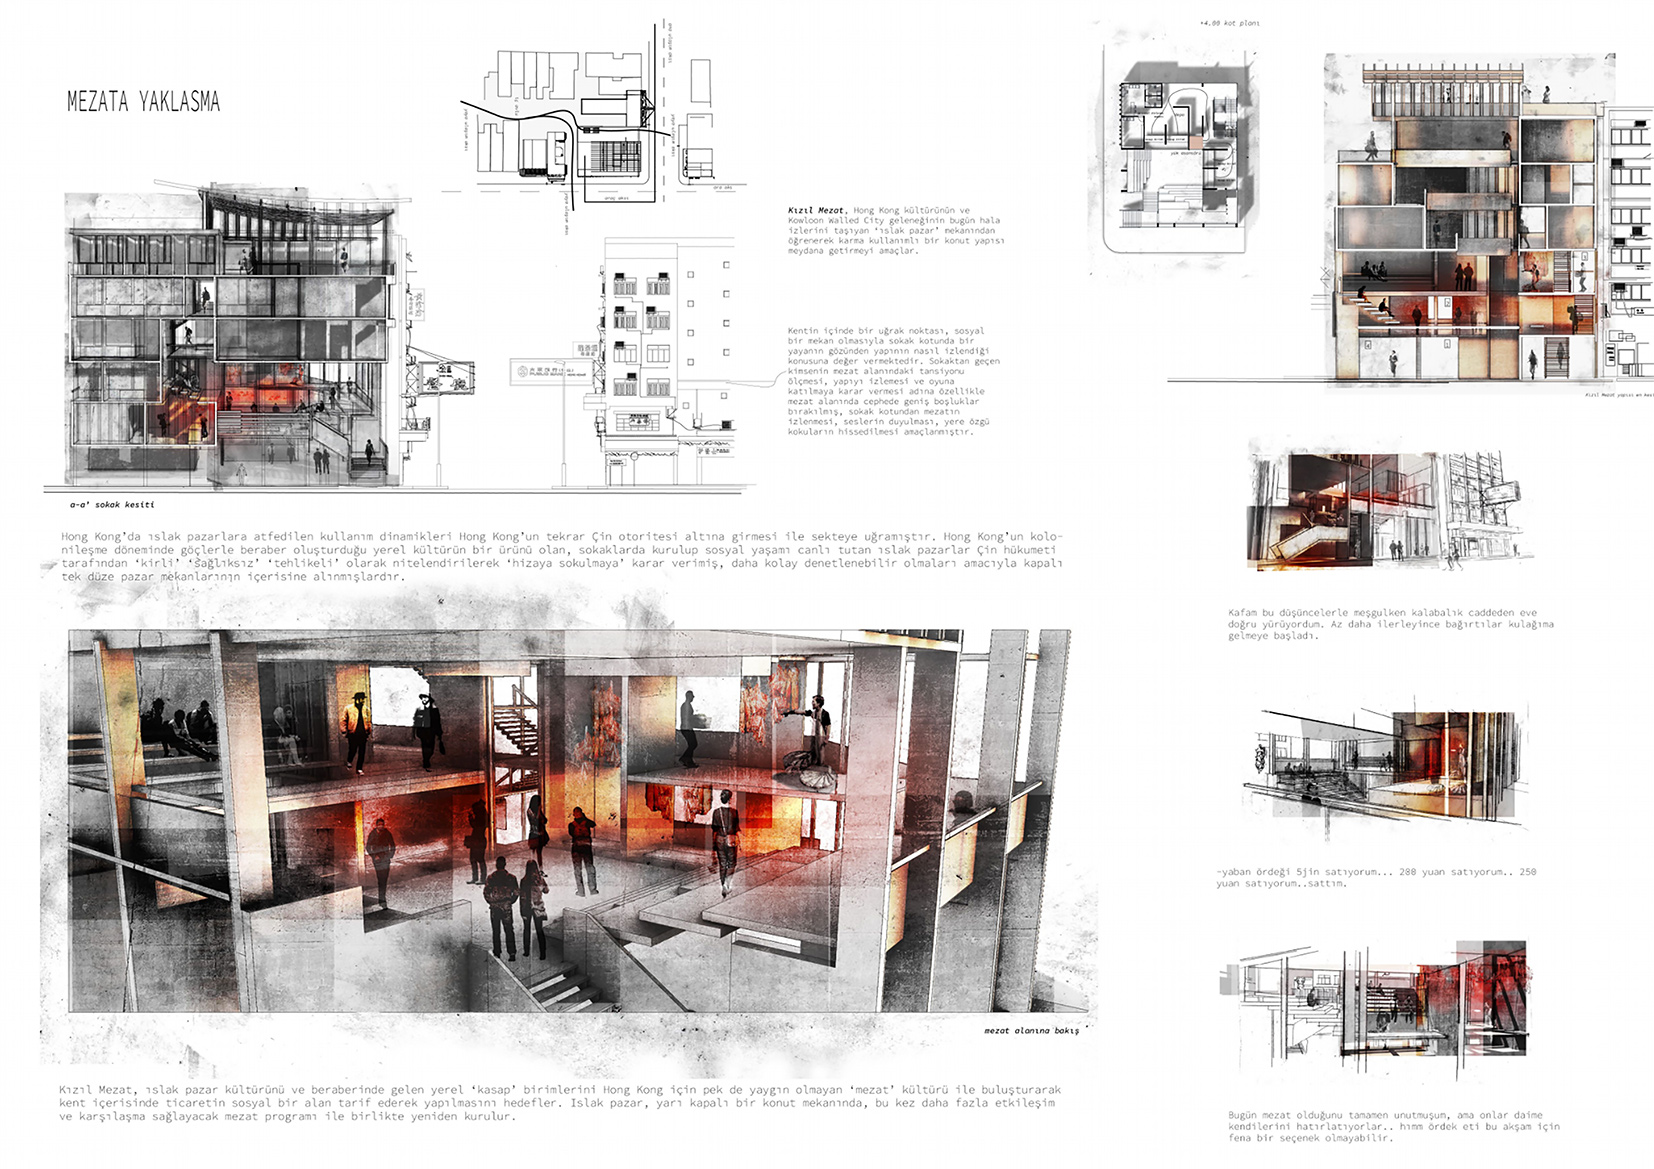 MEZATA YAKLAŞMA
Kızıl Mezat, Hong Kong kültürünün ve
Kowloon Walled City geleneğinin bugün hala
izlerini taşıyan ‘ıslak pazar’ mekanından
öğrenerek karma kullanımlı bir konut yapısı
meydana getirmeyi amaçlar.
Kentin içinde bir uğrak noktası, sosyal
bir mekan olmasıyla sokak kotunda bir
yayanın gözünden yapının nasıl izlendiği
konusuna değer vermektedir. Sokaktan geçen
kimsenin mezat alanındaki tansiyonu
ölçmesi, yapıyı izlemesi ve oyuna
katılmaya karar vermesi adına özellikle
mezat alanında cephede geniş boşluklar
bırakılmış, sokak kotundan mezatın
izlenmesi, seslerin duyulması, yere özgü
kokuların hissedilmesi amaçlanmıştır.
a-a’ sokak kesiti
Hong Kong’da ıslak pazarlara atfedilen kullanım dinamikleri Hong Kong’un tekrar Çin otoritesi altına girmesi ile sekteye uğramıştır. Hong Kong’un kolo-
nileşme döneminde göçlerle beraber oluşturduğu yerel kültürün bir ürünü olan, sokaklarda kurulup sosyal yaşamı canlı tutan ıslak pazarlar Çin hükumeti
tarafından ‘kirli’ ‘sağlıksız’ ‘tehlikeli’ olarak nitelendirilerek ‘hizaya sokulmaya’ karar verimiş, daha kolay denetlenebilir olmaları amacıyla kapalı
tek düze pazar mekanlarının içerisine alınmışlardır.
mezat alanına bakış
Kızıl Mezat, ıslak pazar kültürünü ve beraberinde gelen yerel ‘kasap’ birimlerini Hong Kong için pek de yaygın olmayan ‘mezat’ kültürü ile buluşturarak
kent içerisinde ticaretin sosyal bir alan tarif ederek yapılmasını hedefler. Islak pazar, yarı kapalı bir konut mekanında, bu kez daha fazla etkileşim
ve karşılaşma sağlayacak mezat programı ile birlikte yeniden kurulur.
+4.00 kot planı
Kızıl Mezat yapısı en kesi
Kafam bu düşüncelerle meşgulken kalabalık caddeden eve
doğru yürüyordum. Az daha ilerleyince bağırtılar kulağıma
gelmeye başladı.
-yaban ördeği 5jin satıyorum... 280 yuan satıyorum.. 250
yuan satıyorum..sattım.
Bugün mezat olduğunu tamamen unutmuşum, ama onlar daime
kendilerini hatırlatıyorlar.. hımm ördek eti bu akşam için
fena bir seçenek olmayabilir.